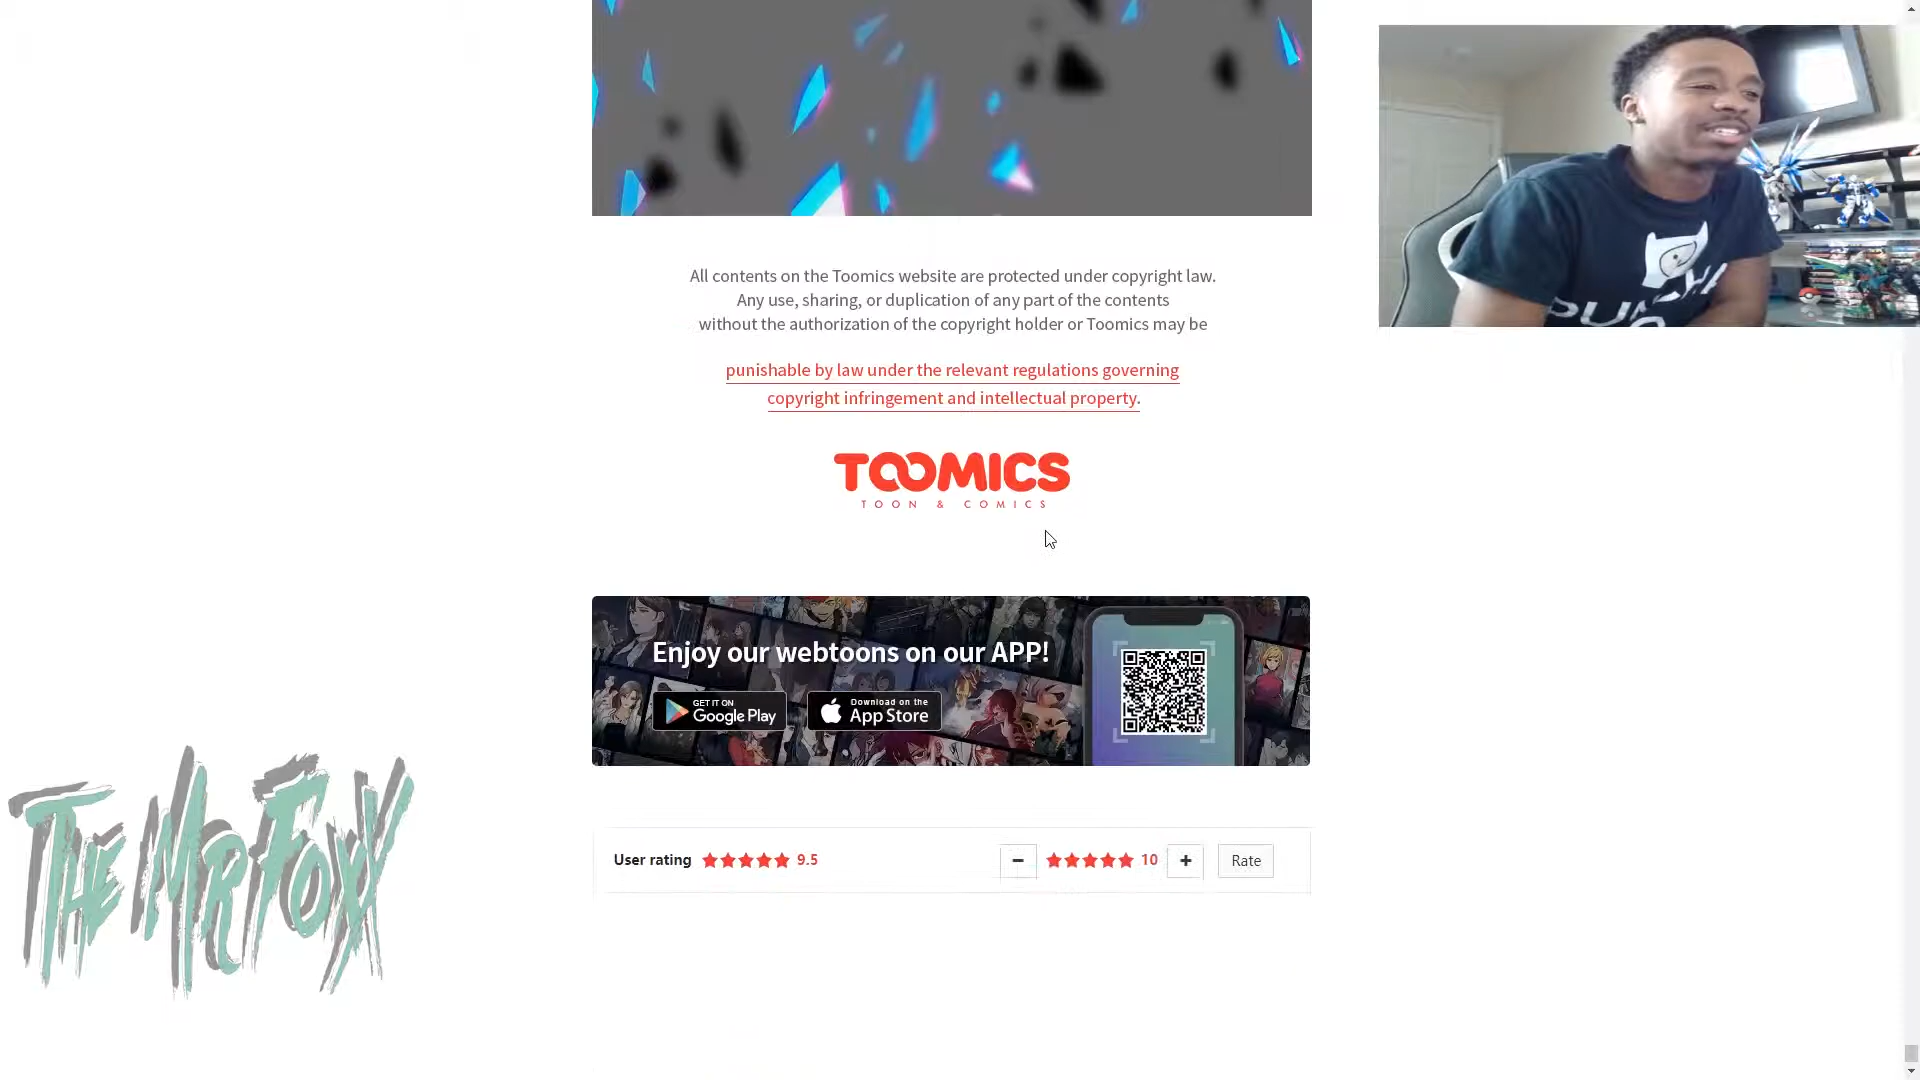 All contents on the Toomics website are protected under copyright law.
Any use, sharing, or duplication of any part of the contents
without the authorization of the copyright holder or Toomics may be
punishable by law under the relevant regulations governing
copyright infringement and intellectual property.
TOOMICS
TOON & COMICS
Enjoy our webtoons on our APP!
GET IT ON
Google Play
Download on the
App Store
User rating 9.5
10
Rate
THE MR FOXX